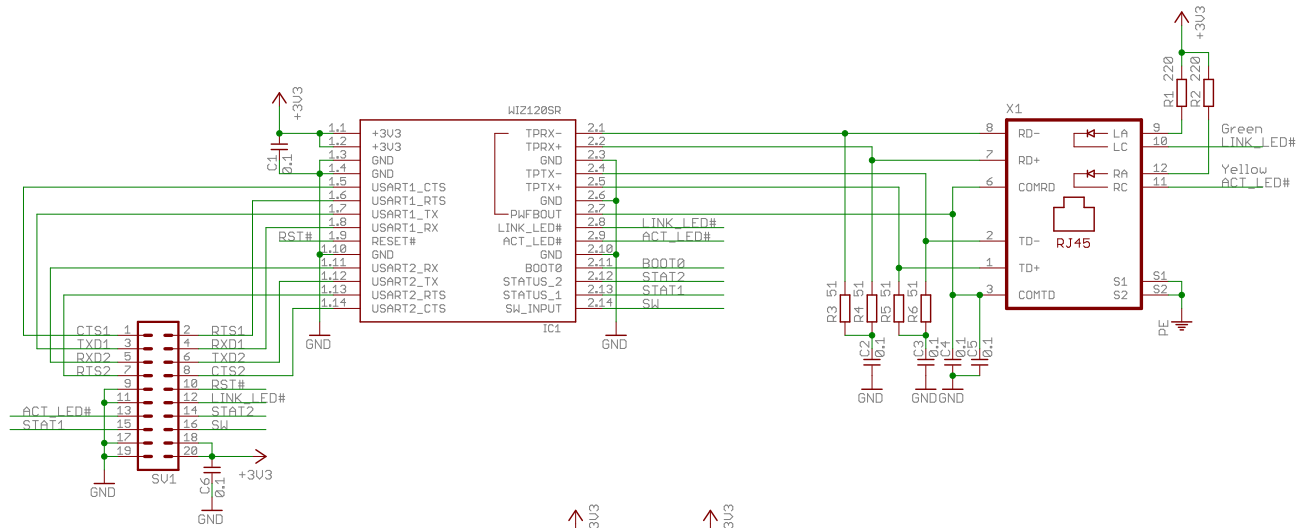 +3V3
R1 220
R2 220
WIZ120SR
X1
+3V3
C1
0.1
1.1 +3V3 TPRX- 2.1
1.2 +3V3 TPRX+ 2.2
1.3 GND GND 2.3
1.4 GND TPTX- 2.4
1.5 USART1_CTS TPTX+ 2.5
1.6 USART1_RTS GND 2.6
1.7 USART1_TX PWFBOUT 2.7
1.8 USART1_RX LINK_LED# 2.8 LINK_LED#
RST# 1.9 RESET# ACT_LED# 2.9 ACT_LED#
1.10 GND GND 2.10
1.11 USART2_RX BOOT0 2.11 BOOT0
1.12 USART2_TX STATUS_2 2.12 STAT2
1.13 USART2_RTS STATUS_1 2.13 STAT1
1.14 USART2_CTS SW_INPUT 2.14 SW
IC1
GND
GND
8 RD- LA 9 Green
LC 10 LINK_LED#
7 RD+
RA 12 Yellow
6 COMRD RC 11 ACT_LED#
RJ45
2 TD-
1 TD+
S1 S1
3 COMTD S2 S2
PE
R3 51
R4 51
R5 51
R6 51
C2 0.1
C3 0.1
C4 0.1
C5 0.1
GND
GND
GND
CTS1 1 2 RTS1
TXD1 3 4 RXD1
RXD2 5 6 TXD2
RTS2 7 8 CTS2
9 10 RST#
11 12 LINK_LED#
ACT_LED# 13 14 STAT2
STAT1 15 16 SW
17 18
19 20
+3V3
SV1
C6
0.1
GND
GND
3V3
3V3